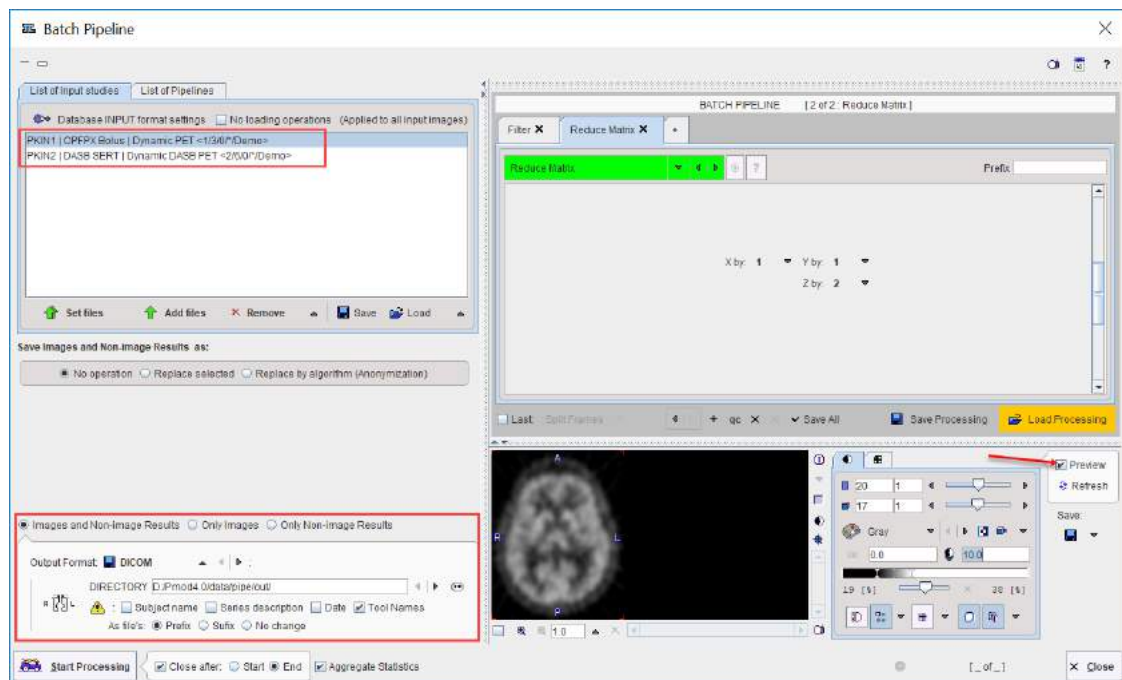 Batch Pipeline
List of Input studies List of Pipelines
Database INPUT format settings No loading operations (Applied to all input images)
PKIN1 | CPFPX Bolus | Dynamic PET <1/3/0/*/Demo>
PKIN2 | DASB SERT | Dynamic DASB PET <2/6/0/*/Demo>
Set files Add files Remove Save Load
Save Images and Non-image Results as:
No operation Replace selected Replace by algorithm (Anonymization)
Images and Non-Image Results Only Images Only Non-Image Results
Output Format: DICOM
DIRECTORY D:/Pmod4.0/data/pipe/out/
R L : Subject name Series description Date Tool Names
As file's: Prefix Sufix No change
Start Processing Close after: Start End Aggregate Statistics
?
BATCH PIPELINE [ 2 of 2 : Reduce Matrix ]
Filter Reduce Matrix +
Reduce Matrix ? Prefix
X by: 1 Y by: 1
Z by: 2
Last: Split Frames + qc Save All Save Processing Load Processing
A
R L
P
1.0
20 1
17 1
Gray
0.0 10.0
19 [%] 38 [%]
Preview
Refresh
Save:
[ _ of _ ] Close